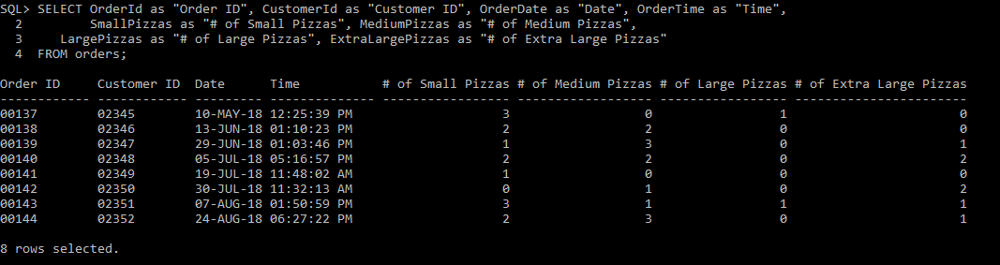 SQL> SELECT OrderId as "Order ID", CustomerId as "Customer ID", OrderDate as "Date", OrderTime as "Time",
2 SmallPizzas as "# of Small Pizzas", MediumPizzas as "# of Medium Pizzas",
3 LargePizzas as "# of Large Pizzas", ExtraLargePizzas as "# of Extra Large Pizzas"
4 FROM orders;
Order ID Customer ID Date Time # of Small Pizzas # of Medium Pizzas # of Large Pizzas # of Extra Large Pizzas
------------ ------------ --------- -------------- ----------------- ------------------ ----------------- -----------------------
00137 02345 10-MAY-18 12:25:39 PM 3 0 1 0
00138 02346 13-JUN-18 01:10:23 PM 2 2 0 0
00139 02347 29-JUN-18 01:03:46 PM 1 3 0 1
00140 02348 05-JUL-18 05:16:57 PM 2 2 0 2
00141 02349 19-JUL-18 11:48:02 AM 1 0 0 0
00142 02350 30-JUL-18 11:32:13 AM 0 1 0 2
00143 02351 07-AUG-18 01:50:59 PM 3 1 1 1
00144 02352 24-AUG-18 06:27:22 PM 2 3 0 1
8 rows selected.